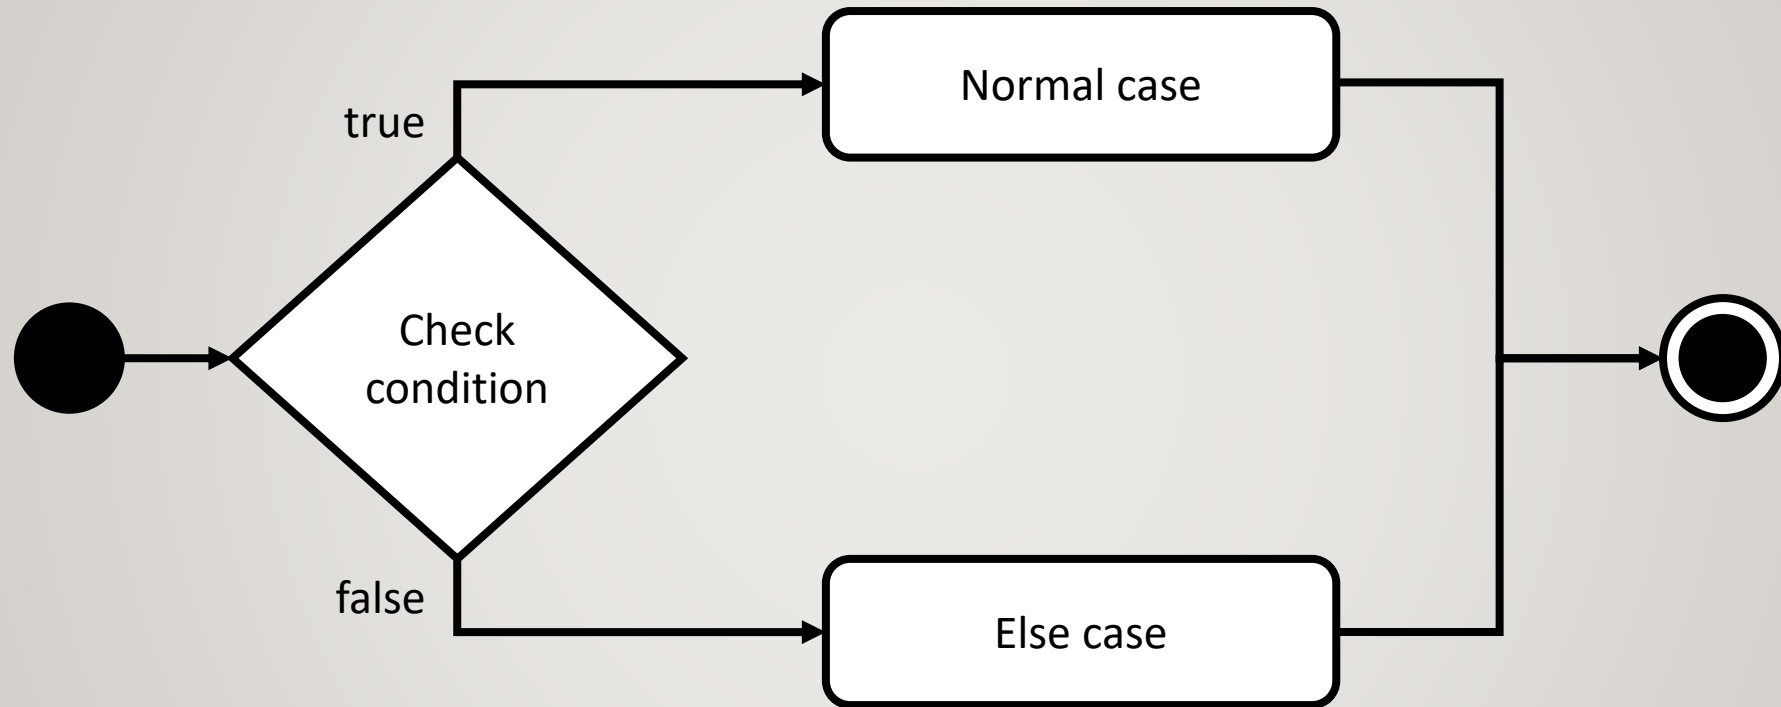 Normal case
true
Check
condition
false
Else case